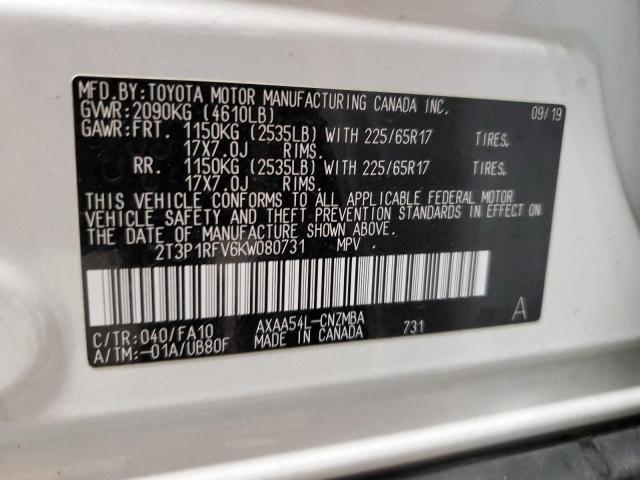 MFD. BY: TOYOTA MOTOR MANUFACTURING CANADA INC. 09/19
GVWR: 2090KG (4610LB)
GAWR: FRT. 1150KG (2535LB) WITH 225/65R17 TIRES,
17X7.0J RIMS.
RR. 1150KG (2535LB) WITH 225/65R17 TIRES,
17X7.0J RIMS.
THIS VEHICLE CONFORMS TO ALL APPLICABLE FEDERAL MOTOR
VEHICLE SAFETY AND THEFT PREVENTION STANDARDS IN EFFECT ON
THE DATE OF MANUFACTURE SHOWN ABOVE.
2T3P1RFV6KW080731 MPV
A
C/TR: 040/FA10 AXAA54L-CNZMBA 731
A/TM: -01A/UB80F MADE IN CANADA